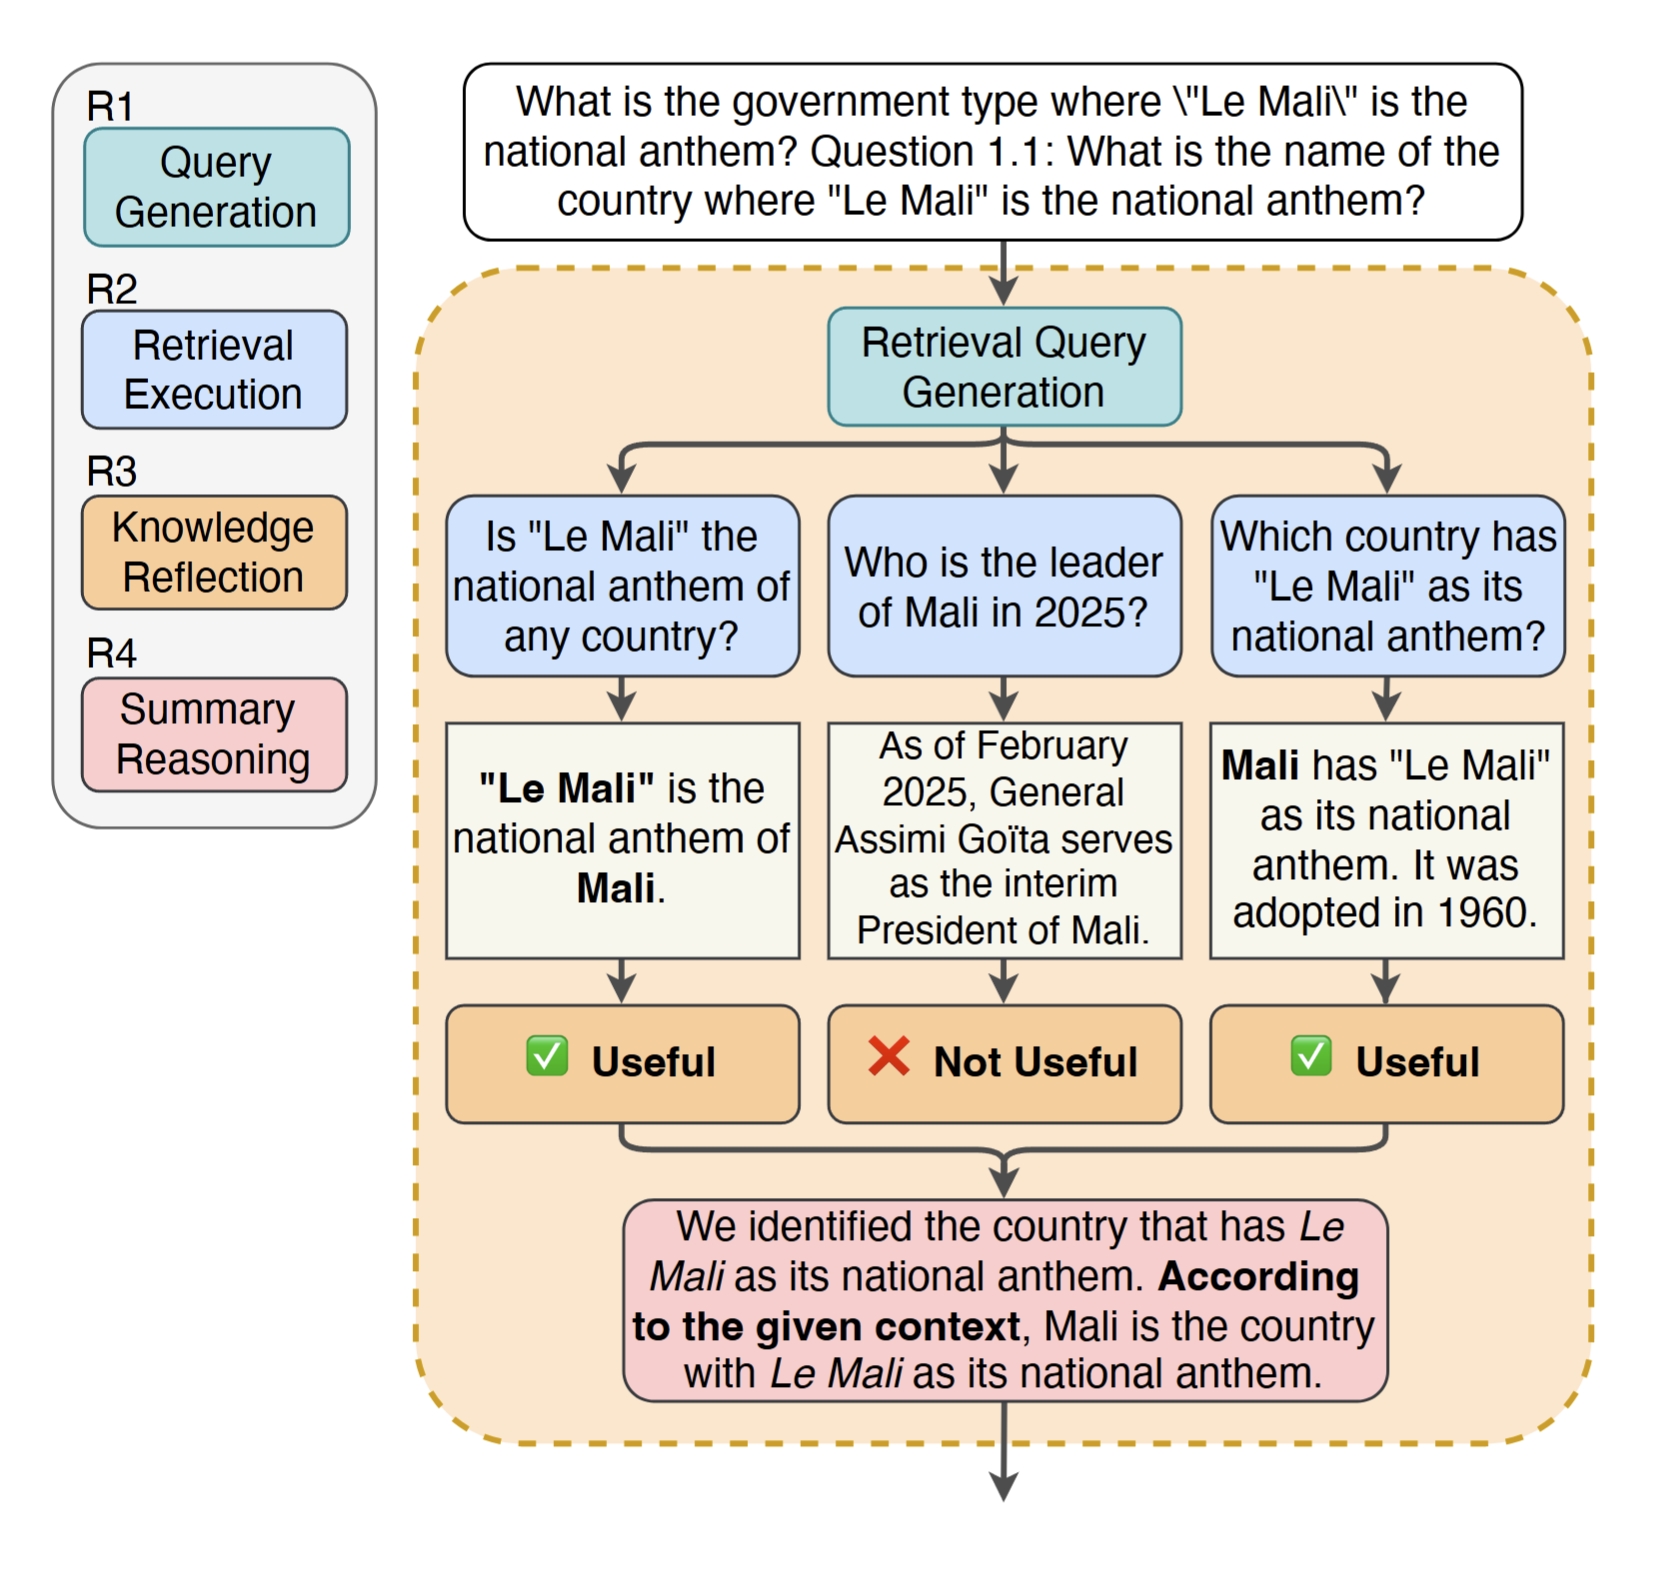 R1
Query
Generation
R2
Retrieval
Execution
R3
Knowledge
Reflection
R4
Summary
Reasoning
What is the government type where \"Le Mali\" is the
national anthem? Question 1.1: What is the name of the
country where "Le Mali" is the national anthem?
Retrieval Query
Generation
Is "Le Mali" the
national anthem of
any country?
Who is the leader
of Mali in 2025?
Which country has
"Le Mali" as its
national anthem?
"Le Mali" is the
national anthem of
Mali.
As of February
2025, General
Assimi Goïta serves
as the interim
President of Mali.
Mali has "Le Mali"
as its national
anthem. It was
adopted in 1960.
Useful
Not Useful
Useful
We identified the country that has Le
Mali as its national anthem. According
to the given context, Mali is the country
with Le Mali as its national anthem.